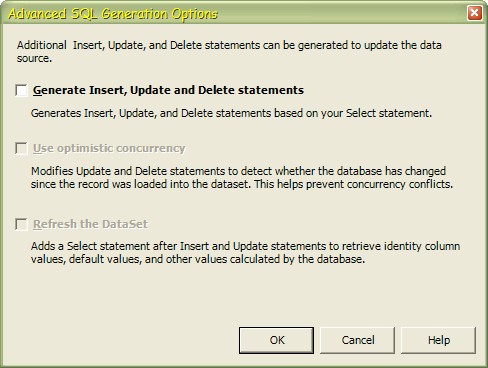 Advanced SQL Generation Options
Additional Insert, Update, and Delete statements can be generated to update the data
source.
Generate Insert, Update and Delete statements
Generates Insert, Update, and Delete statements based on your Select statement.
Use optimistic concurrency
Modifies Update and Delete statements to detect whether the database has changed
since the record was loaded into the dataset. This helps prevent concurrency conflicts.
Refresh the DataSet
Adds a Select statement after Insert and Update statements to retrieve identity column
values, default values, and other values calculated by the database.
OK Cancel Help